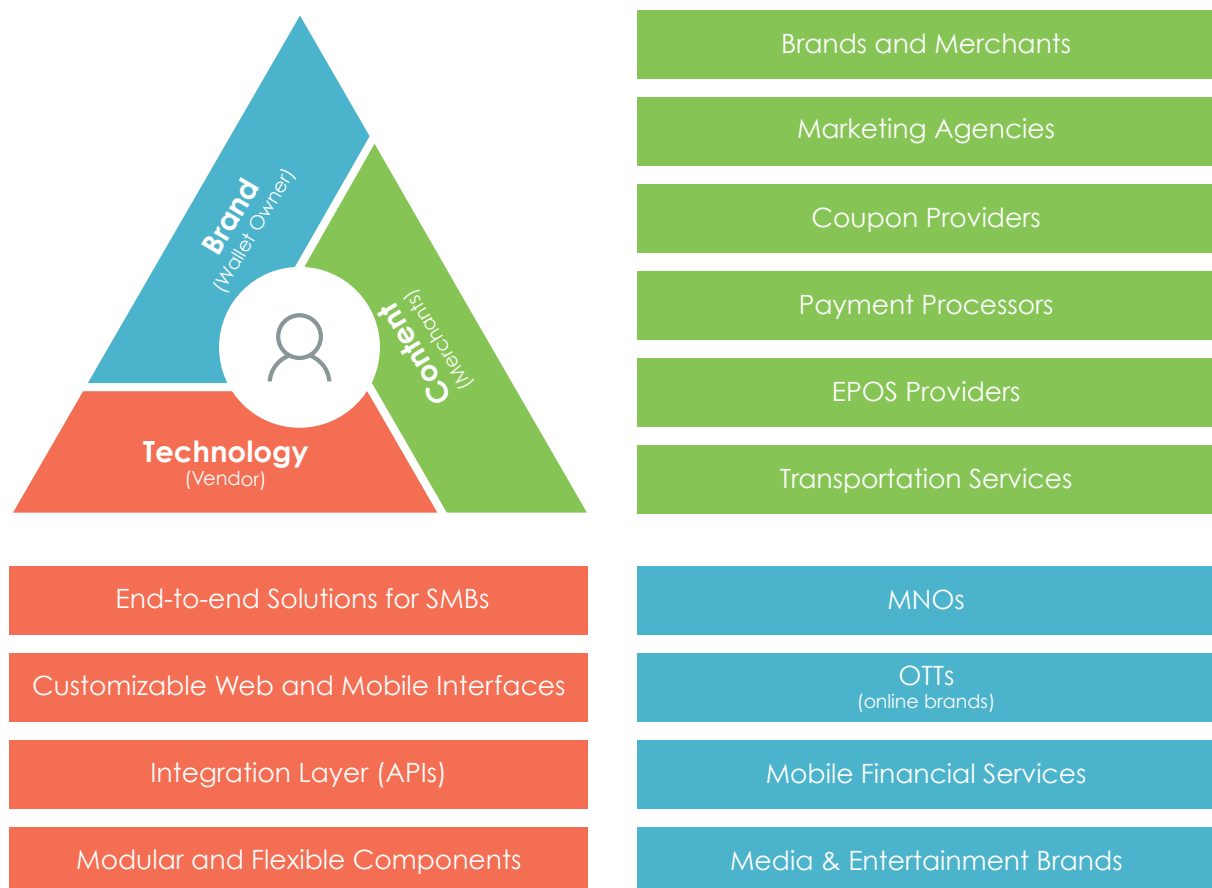 Brand
(Wallet Owner)
Content
(Merchants)
Technology
(Vendor)
Brands and Merchants
Marketing Agencies
Coupon Providers
Payment Processors
EPOS Providers
Transportation Services
End-to-end Solutions for SMBs
Customizable Web and Mobile Interfaces
Integration Layer (APIs)
Modular and Flexible Components
MNOs
OTTs
(online brands)
Mobile Financial Services
Media & Entertainment Brands